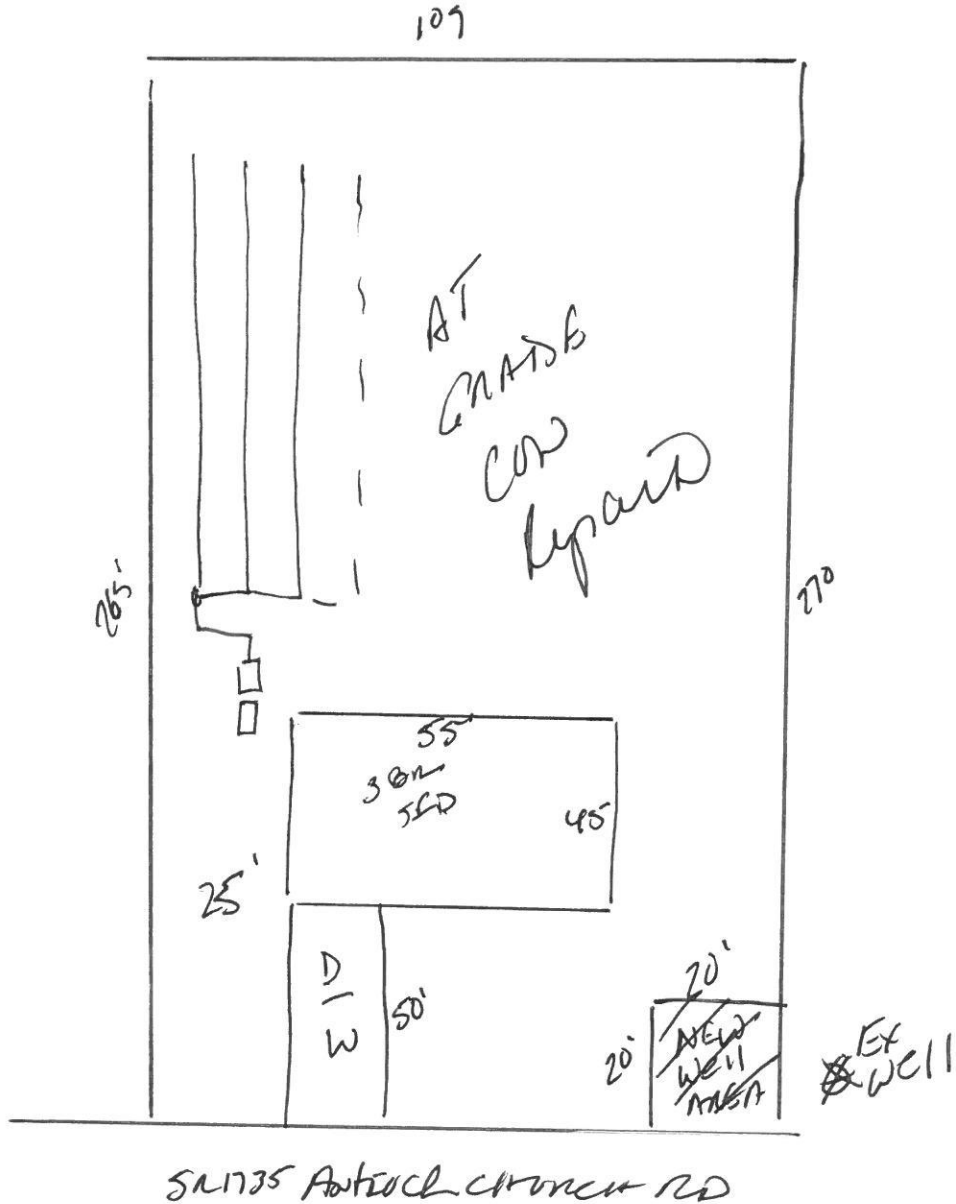 109
AT
GRADE
CON
265'
270
55'
3 BR
SFD
45
25'
D/W
50'
20'
20'
NEW
WELL
AREA
EX
WELL
SR1735 ANTIOCH CHURCH RD